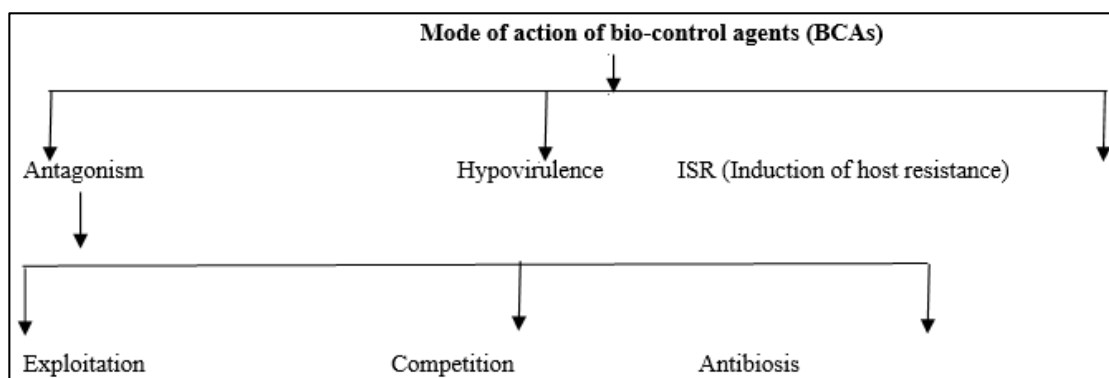 Mode of action of bio-control agents (BCAs)
Antagonism Hypovirulence ISR (Induction of host resistance)
Exploitation Competition Antibiosis